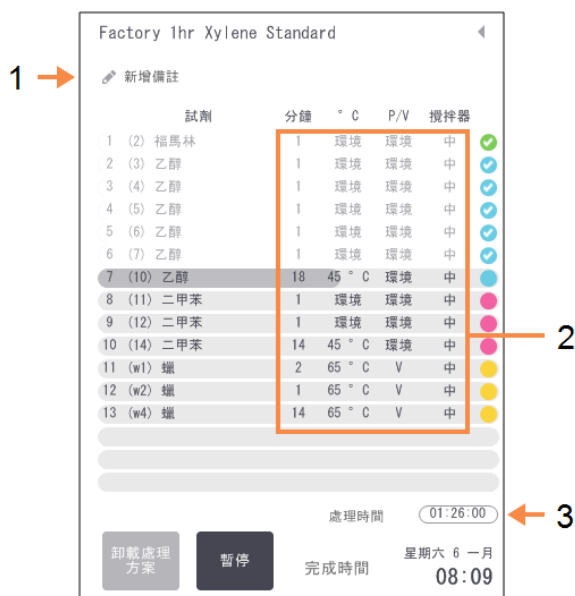 Factory 1hr Xylene Standard
1
新增備註
試劑 分鐘 ° C P/V 攪拌器
1 (2) 福馬林 1 環境 環境 中
2 (3) 乙醇 1 環境 環境 中
3 (4) 乙醇 1 環境 環境 中
4 (5) 乙醇 1 環境 環境 中
5 (6) 乙醇 1 環境 環境 中
6 (7) 乙醇 1 環境 環境 中
7 (10) 乙醇 18 45 ° C 環境 中
8 (11) 二甲苯 1 環境 環境 中
9 (12) 二甲苯 1 環境 環境 中
2
10 (14) 二甲苯 14 45 ° C 環境 中
11 (w1) 蠟 2 65 ° C V 中
12 (w2) 蠟 1 65 ° C V 中
13 (w4) 蠟 14 65 ° C V 中
處理時間 01:26:00
3
卸載處理
方案
暫停
完成時間
星期六 6 一月
08:09